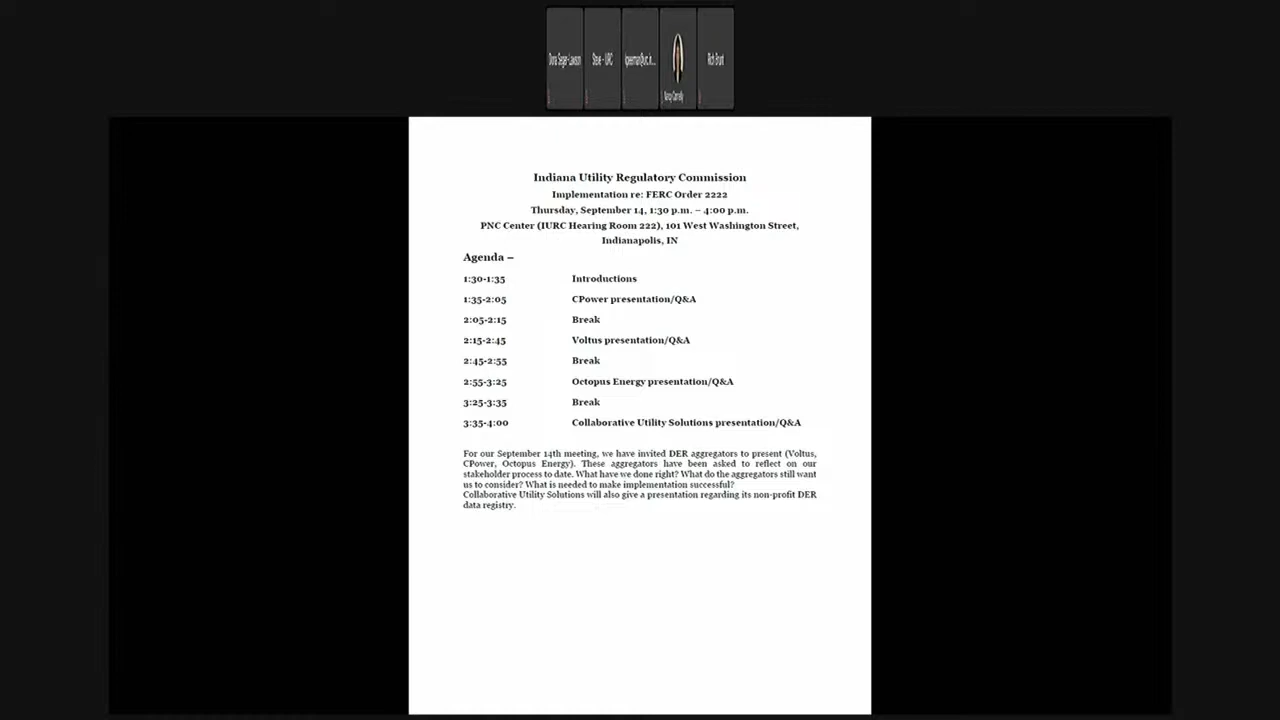 Steve - IURC
Rich Brunt
Indiana Utility Regulatory Commission
Implementation re: FERC Order 2222
Thursday, September 14, 1:30 p.m. – 4:00 p.m.
PNC Center (IURC Hearing Room 222), 101 West Washington Street,
Indianapolis, IN
Agenda –
1:30-1:35 Introductions
1:35-2:05 CPower presentation/Q&A
2:05-2:15 Break
2:15-2:45 Voltus presentation/Q&A
2:45-2:55 Break
2:55-3:25 Octopus Energy presentation/Q&A
3:25-3:35 Break
3:35-4:00 Collaborative Utility Solutions presentation/Q&A
For our September 14th meeting, we have invited DER aggregators to present (Voltus,
CPower, Octopus Energy). These aggregators have been asked to reflect on our
stakeholder process to date. What have we done right? What do the aggregators still want
us to consider? What is needed to make implementation successful?
Collaborative Utility Solutions will also give a presentation regarding its non-profit DER
data registry.